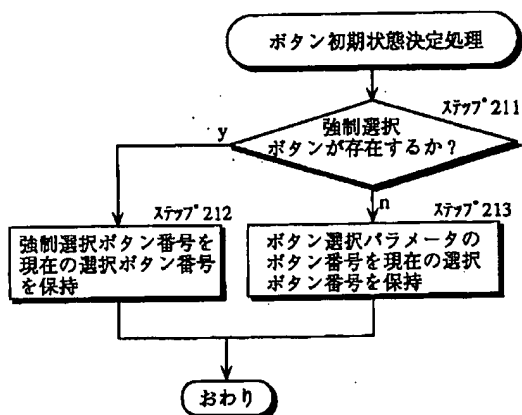 ボタン初期状態決定処理
ステップ211
強制選択
ボタンが存在するか?
y
n
ステップ212
強制選択ボタン番号を
現在の選択ボタン番号
を保持
ステップ213
ボタン選択パラメータの
ボタン番号を現在の選択
ボタン番号を保持
おわり